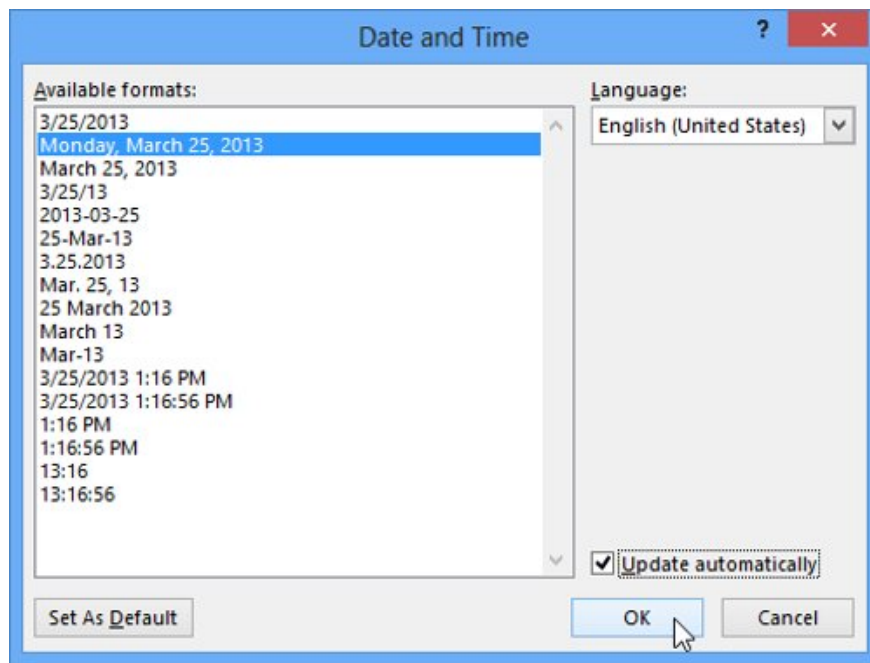 Date and Time
?
Available formats:
Language:
3/25/2013
English (United States)
Monday, March 25, 2013
March 25, 2013
3/25/13
2013-03-25
25-Mar-13
3.25.2013
Mar. 25, 13
25 March 2013
March 13
Mar-13
3/25/2013 1:16 PM
3/25/2013 1:16:56 PM
1:16 PM
1:16:56 PM
13:16
13:16:56
Update automatically
Set As Default
OK
Cancel